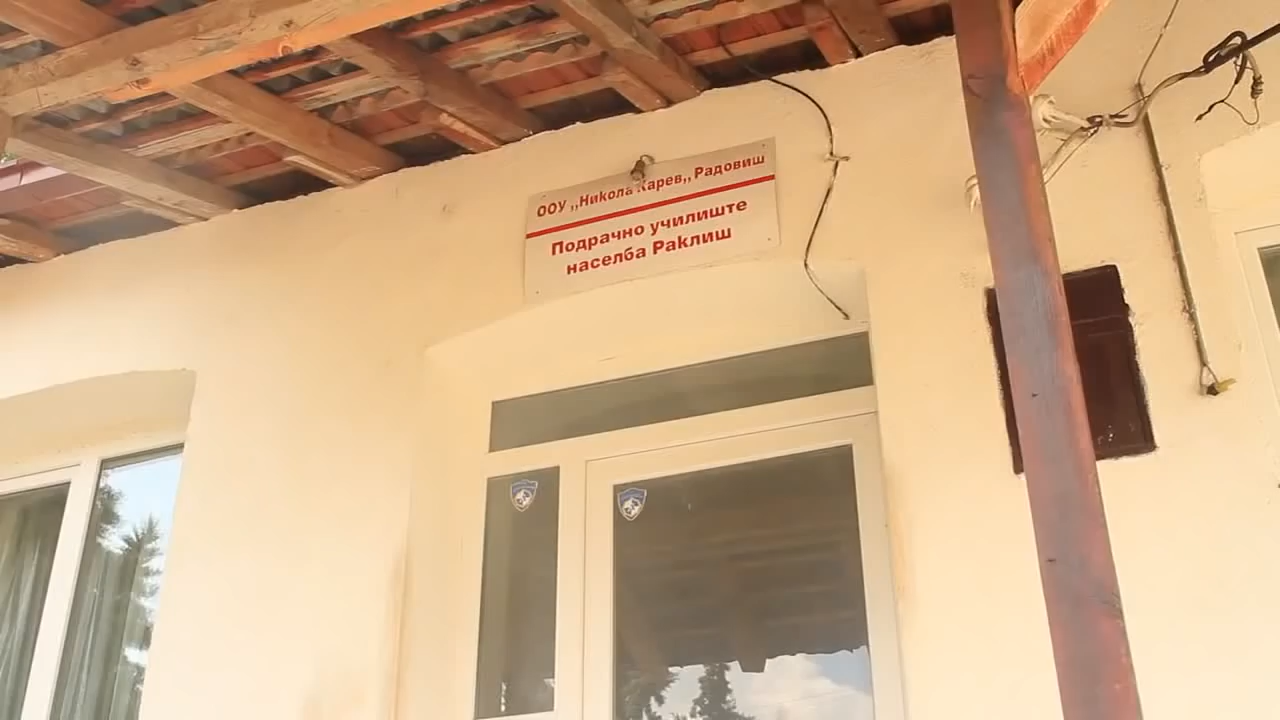 ООУ ,,Никола Карев,, Радовиш
Подрачно училиште
населба Раклиш